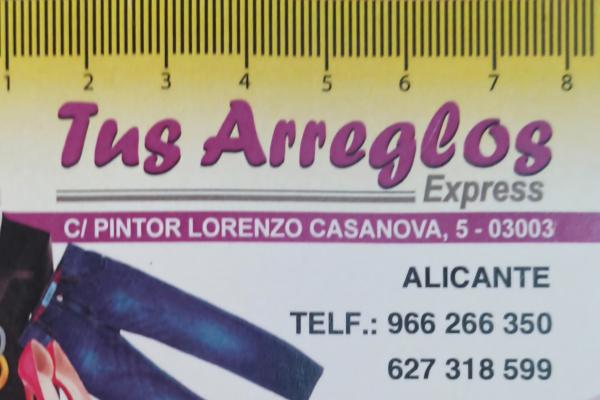 1 2 3 4 5 6 7 8
Tus Arreglos
Express
C/ PINTOR LORENZO CASANOVA, 5 - 03003
ALICANTE
TELF.: 966 266 350
627 318 599